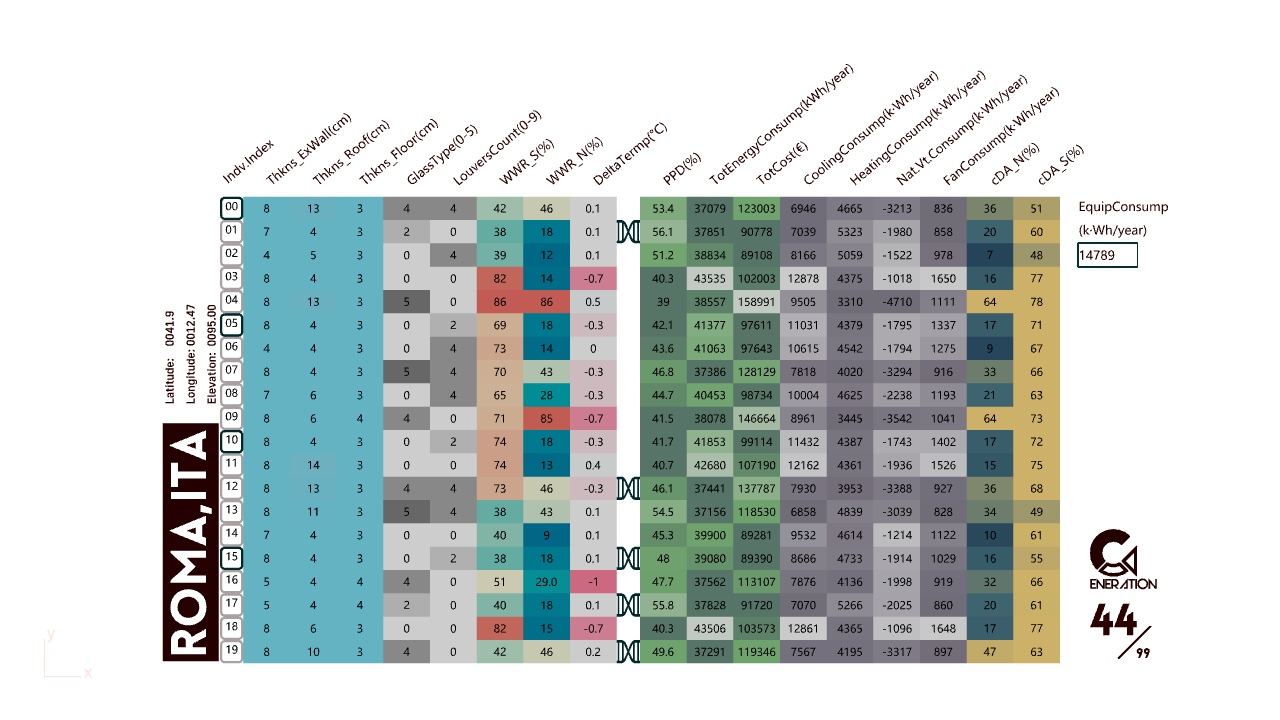 Indv.Index Thkns_ExWall(cm) Thkns_Roof(cm) Thkns_Floor(cm) GlassType(0-5) LouversCount(0-9) WWR_S(%) WWR_N(%) DeltaTermp(°C) PPD(%) TotEnergyConsump(kWh/year) TotCost(€) CoolingConsump(k·Wh/year) HeatingConsump(k·Wh/year) Nat.Vt.Consump(k·Wh/year) FanConsump(k·Wh/year) cDA_N(%) cDA_S(%)
00 8 13 3 4 4 42 46 0.1 53.4 37079 123003 6946 4665 -3213 836 36 51
01 7 4 3 2 0 38 18 0.1 56.1 37851 90778 7039 5323 -1980 858 20 60
02 4 5 3 0 4 39 12 0.1 51.2 38834 89108 8166 5059 -1522 978 7 48
03 8 4 3 0 0 82 14 -0.7 40.3 43535 102003 12878 4375 -1018 1650 16 77
04 8 13 3 5 0 86 86 0.5 39 38557 158991 9505 3310 -4710 1111 64 78
05 8 4 3 0 2 69 18 -0.3 42.1 41377 97611 11031 4379 -1795 1337 17 71
06 4 4 3 0 4 73 14 0 43.6 41063 97643 10615 4542 -1794 1275 9 67
07 8 4 3 5 4 70 43 -0.3 46.8 37386 128129 7818 4020 -3294 916 33 66
08 7 6 3 0 4 65 28 -0.3 44.7 40453 98734 10004 4625 -2238 1193 21 63
09 8 6 4 4 0 71 85 -0.7 41.5 38078 146664 8961 3445 -3542 1041 64 73
10 8 4 3 0 2 74 18 -0.3 41.7 41853 99114 11432 4387 -1743 1402 17 72
11 8 14 3 0 0 74 13 0.4 40.7 42680 107190 12162 4361 -1936 1526 15 75
12 8 13 3 4 4 73 46 -0.3 46.1 37441 137787 7930 3953 -3388 927 36 68
13 8 11 3 5 4 38 43 0.1 54.5 37156 118530 6858 4839 -3039 828 34 49
14 7 4 3 0 0 40 9 0.1 45.3 39900 89281 9532 4614 -1214 1122 10 61
15 8 4 3 0 2 38 18 0.1 48 39080 89390 8686 4733 -1914 1029 16 55
16 5 4 4 4 0 51 29.0 -1 47.7 37562 113107 7876 4136 -1998 919 32 66
17 5 4 4 2 0 40 18 0.1 55.8 37828 91720 7070 5266 -2025 860 20 61
18 8 6 3 0 0 82 15 -0.7 40.3 43506 103573 12861 4365 -1096 1648 17 77
19 8 10 3 4 0 42 46 0.2 49.6 37291 119346 7567 4195 -3317 897 47 63
EquipConsump
(k·Wh/year)
14789
Latitude: 0041.9
Longitude: 0012.47
Elevation: 0095.00
ROMA,ITA
ENERATION
44/99
y
x